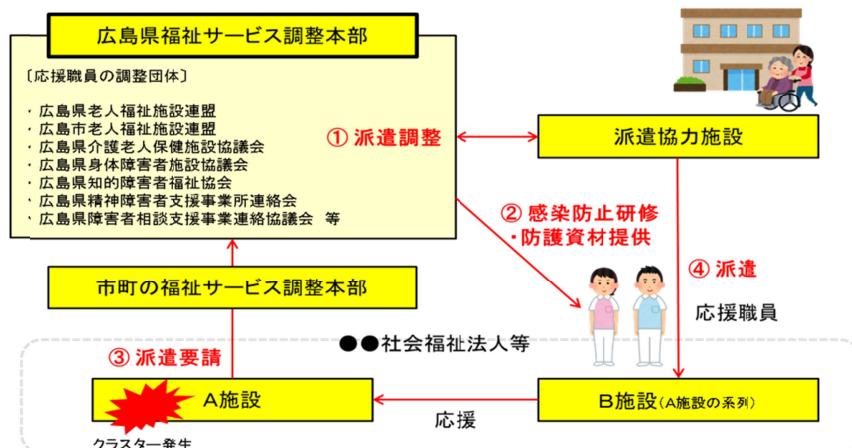 広島県福祉サービス調整本部
〔応援職員の調整団体〕
・広島県老人福祉施設連盟
・広島市老人福祉施設連盟
・広島県介護老人保健施設協議会
・広島県身体障害者施設協議会
・広島県知的障害者福祉協会
・広島県精神障害者支援事業所連絡会
・広島県障害者相談支援事業連絡協議会 等
① 派遣調整
派遣協力施設
② 感染防止研修
・防護資材提供
④ 派遣
応援職員
市町の福祉サービス調整本部
③ 派遣要請
●●社会福祉法人等
A施設
応援
B施設(A施設の系列)
クラスター発生